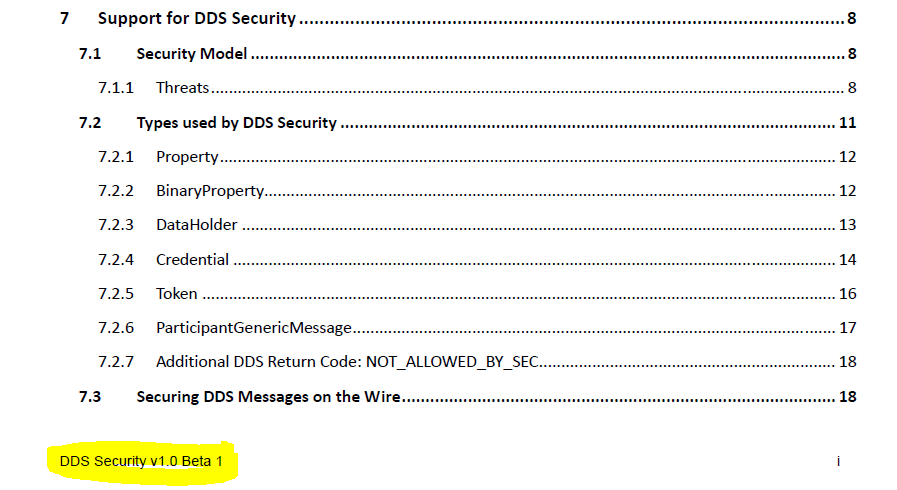 7 Support for DDS Security ........................................ 8
7.1 Security Model ........................................ 8
7.1.1 Threats ........................................ 8
7.2 Types used by DDS Security ........................................ 11
7.2.1 Property ........................................ 12
7.2.2 BinaryProperty ........................................ 12
7.2.3 DataHolder ........................................ 13
7.2.4 Credential ........................................ 14
7.2.5 Token ........................................ 16
7.2.6 ParticipantGenericMessage ........................................ 17
7.2.7 Additional DDS Return Code: NOT_ALLOWED_BY_SEC ........................................ 18
7.3 Securing DDS Messages on the Wire ........................................ 18
DDS Security v1.0 Beta 1 i